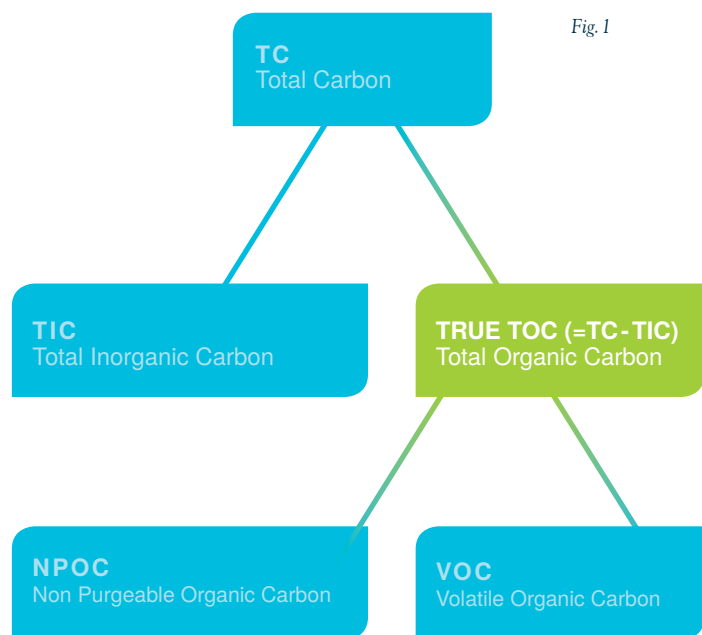 Fig. 1
TC
Total Carbon
TIC
Total Inorganic Carbon
TRUE TOC (=TC-TIC)
Total Organic Carbon
NPOC
Non Purgeable Organic Carbon
VOC
Volatile Organic Carbon